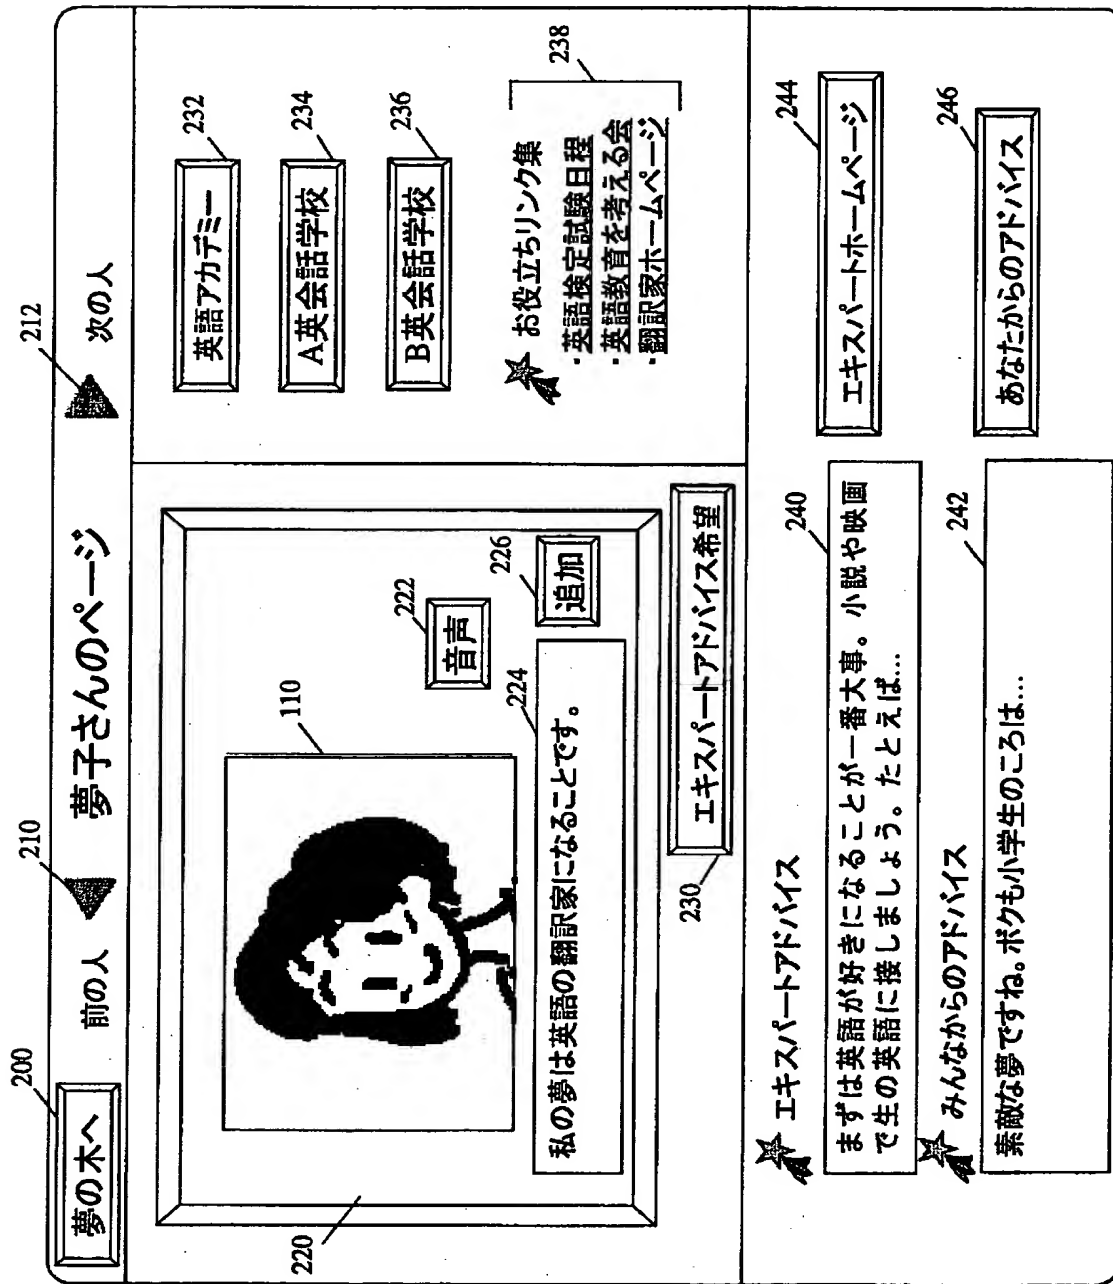 200
夢の木へ
前の人
210
夢子さんのページ
212
次の人
220
110
222
音声
224
226
私の夢は英語の翻訳家になることです。
追加
230
エキスパートアドバイス希望
232
英語アカデミー
234
A英会話学校
236
B英会話学校
238
お役立ちリンク集
・英語検定試験日程
・英語教育を考える会
・翻訳家ホームページ
エキスパートアドバイス
240
まずは英語が好きになることが一番大事。小説や映画
で生の英語に接しましょう。たとえば…
244
エキスパートホームページ
みんなからのアドバイス
242
素敵な夢ですね。ボクも小学生のころは…
246
あなたからのアドバイス